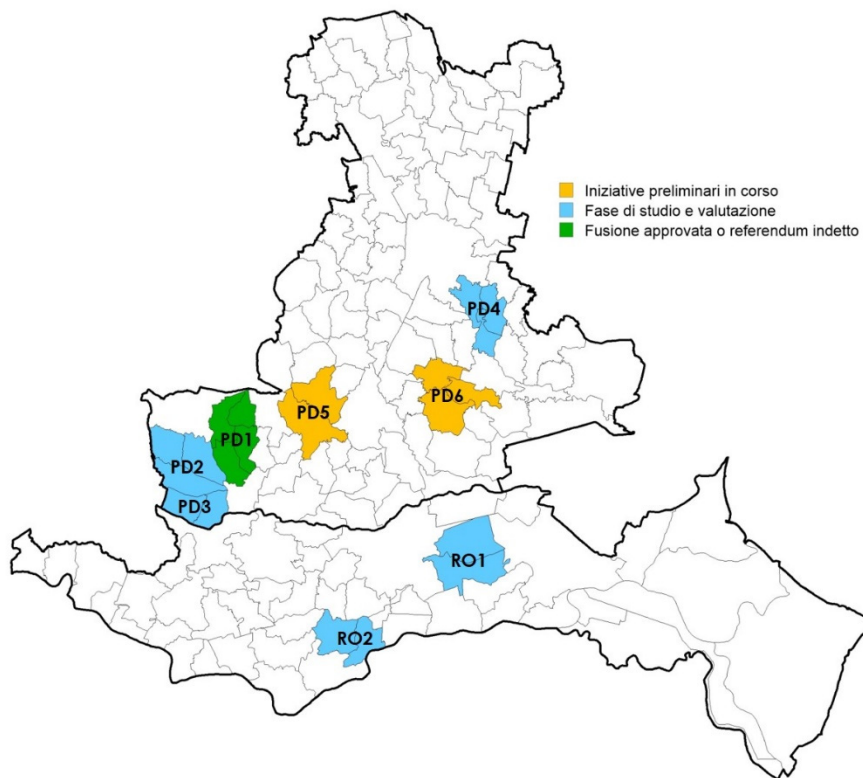 Iniziative preliminari in corso
Fase di studio e valutazione
Fusione approvata o referendum indetto
PD4
PD5
PD6
PD1
PD2
PD3
RO1
RO2